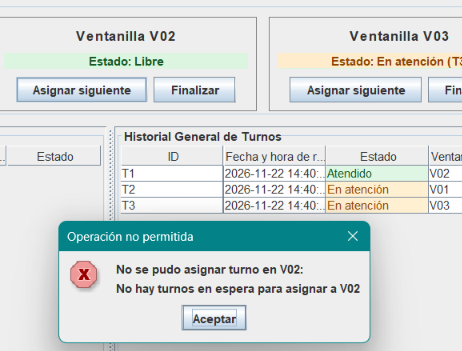 Ventanilla V02
Estado: Libre
Asignar siguiente
Finalizar
Ventanilla V03
Estado: En atención (T3
Asignar siguiente
Fin
.. Estado
Historial General de Turnos
ID Fecha y hora de r... Estado Ventan
T1 2026-11-22 14:40:... Atendido V02
T2 2026-11-22 14:40:... En atención V01
T3 2026-11-22 14:40:... En atención V03
Operación no permitida
No se pudo asignar turno en V02:
No hay turnos en espera para asignar a V02
Aceptar